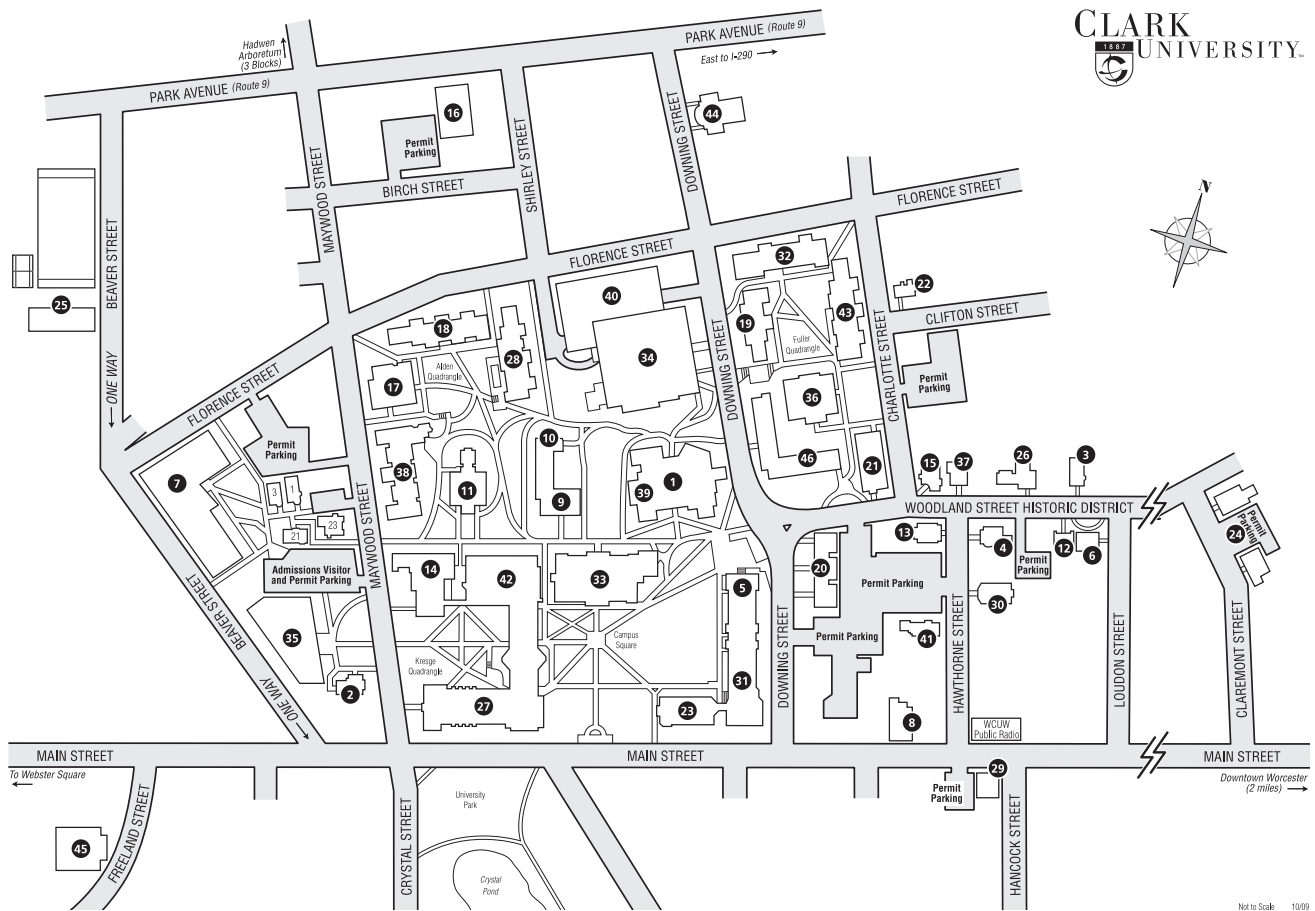 CLARK
1887
UNIVERSITY
Hadwen
Arboretum
(3 Blocks)
PARK AVENUE (Route 9)
East to I-290
PARK AVENUE (Route 9)
16
44
Permit
Parking
N
BIRCH STREET
MAYWOOD STREET
SHIRLEY STREET
DOWNING STREET
FLORENCE STREET
FLORENCE STREET
BEAVER STREET
ONE WAY
25
32
40
22
CLIFTON STREET
18
19
43
28
34
Fuller
Quadrangle
Alden
Quadrangle
17
CHARLOTTE STREET
Permit
Parking
DOWNING STREET
36
FLORENCE STREET
Permit
Parking
10
46
7
38
11
9
39
1
21
15
37
26
3
3
1
WOODLAND STREET HISTORIC DISTRICT
23
21
13
4
12
6
Permit
Parking
24
Permit
Parking
MAYWOOD STREET
Admissions Visitor
and Permit Parking
14
42
33
5
20
Permit Parking
30
BEAVER STREET
35
Campus
Square
Permit Parking
41
Kresge
Quadrangle
2
27
23
31
DOWNING STREET
8
HAWTHORNE STREET
WCUW
Public Radio
LOUDON STREET
CLAREMONT STREET
ONE WAY
MAIN STREET
MAIN STREET
MAIN STREET
To Webster Square
Downtown Worcester
(2 miles)
29
Permit
Parking
University
Park
45
FREELAND STREET
CRYSTAL STREET
Crystal
Pond
HANCOCK STREET
Not to Scale 10/09